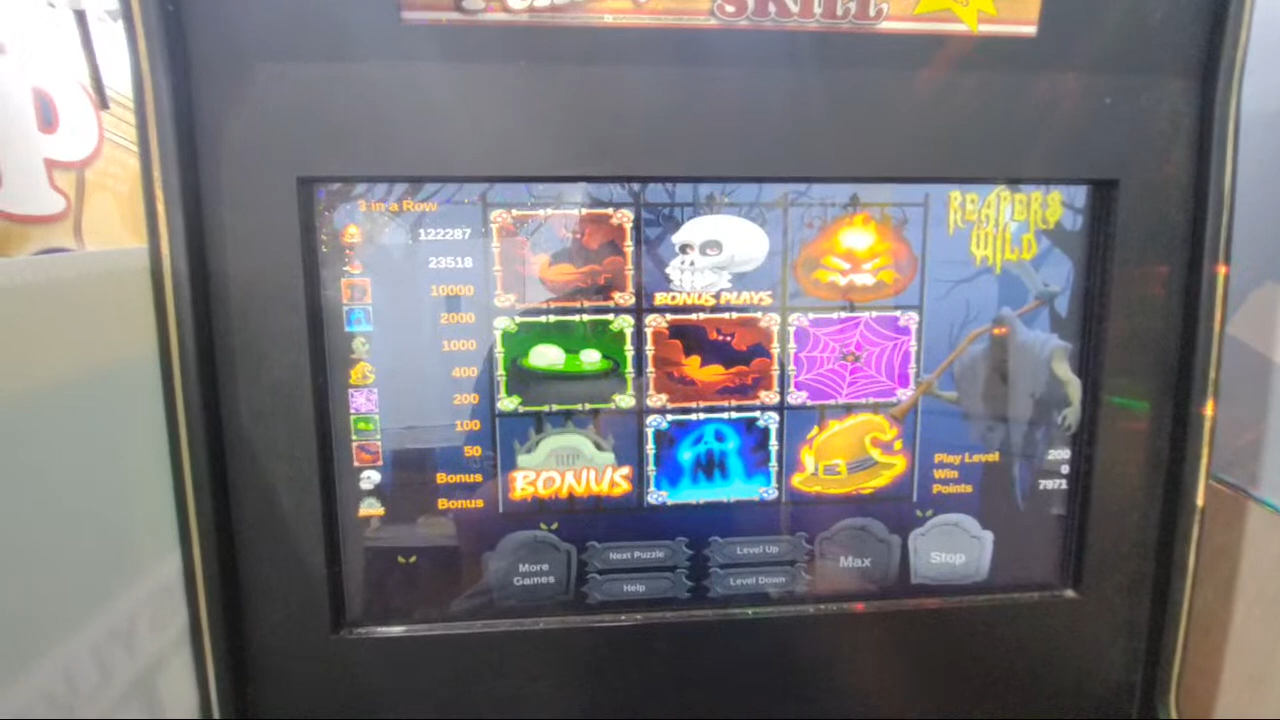 SKILL
P
3 in a Row
122287
23518
10000
2000
1000
400
200
100
50
Bonus
Bonus
BONUS PLAYS
RIP
BONUS
REAPERS
WILD
Play Level 200
Win 0
Points 7971
More
Games
Next Puzzle
Help
Level Up
Level Down
Max
Stop